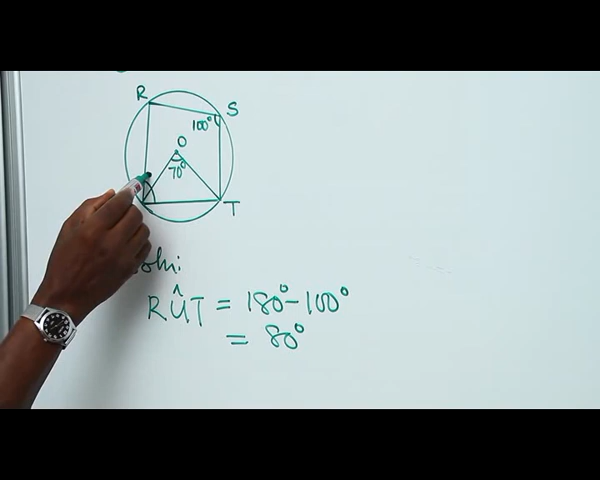 R
S
100°
O
70°
T
RÛT = 180° - 100°
= 80°